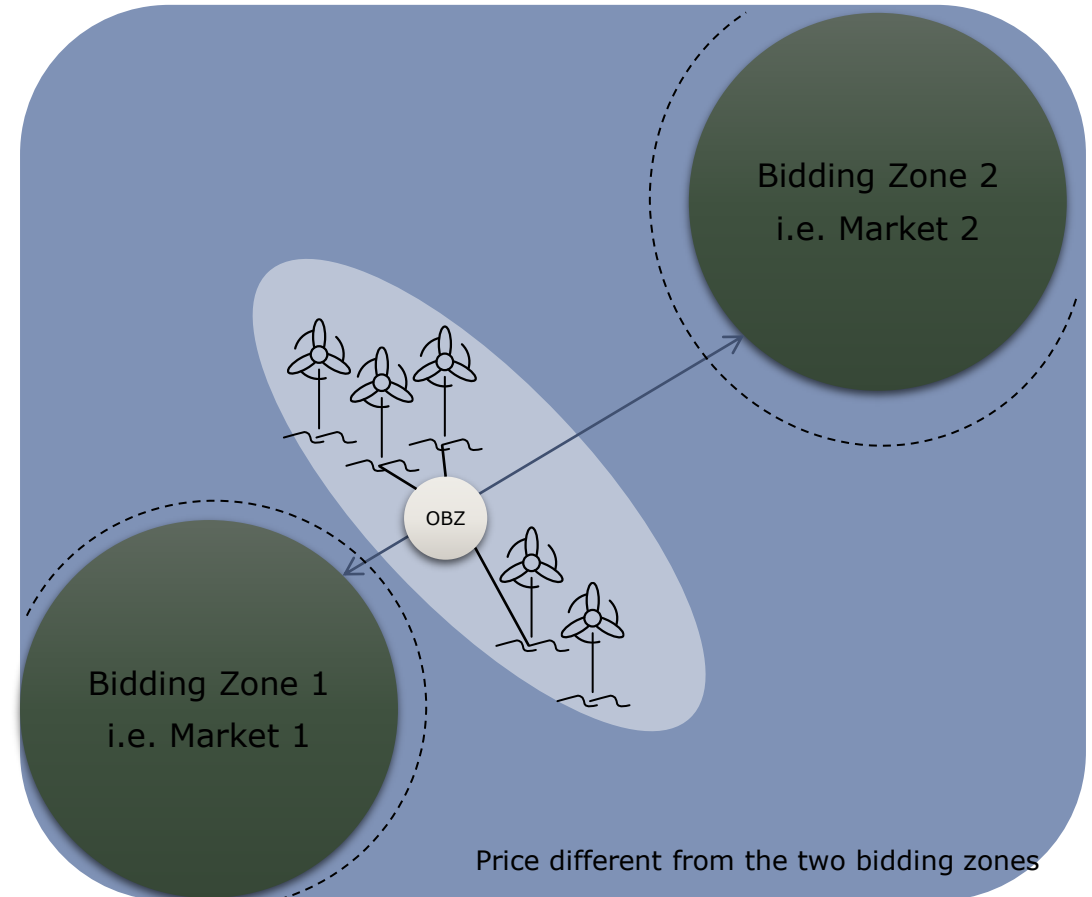 Bidding Zone 2
i.e. Market 2
OBZ
Bidding Zone 1
i.e. Market 1
Price different from the two bidding zones